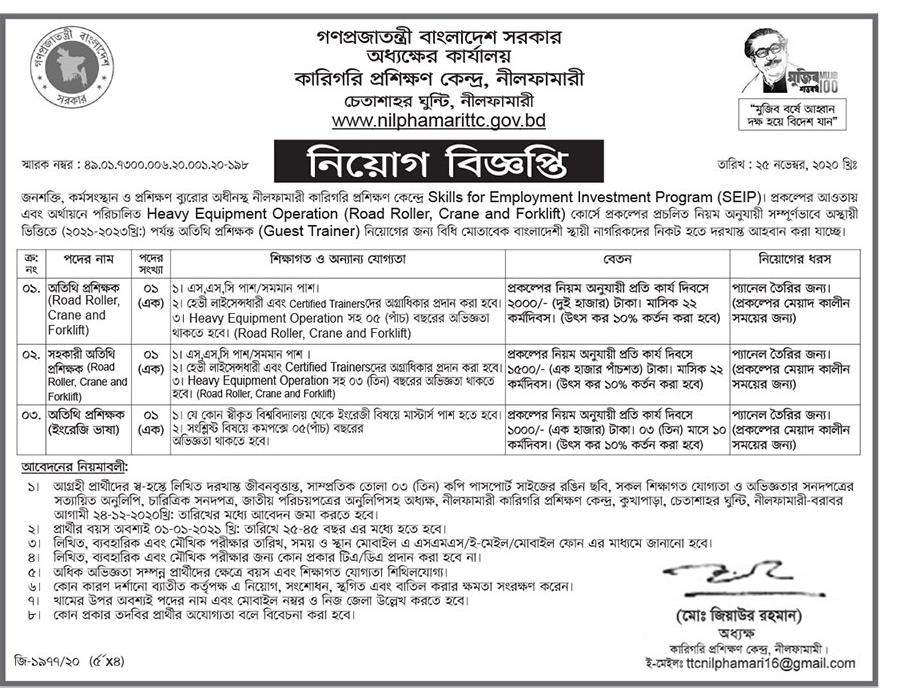 গণপ্রজাতন্ত্রী বাংলাদেশ
সরকার
গণপ্রজাতন্ত্রী বাংলাদেশ সরকার
অধ্যক্ষের কার্যালয়
কারিগরি প্রশিক্ষণ কেন্দ্র, নীলফামারী
চেতাশাহর ঘুন্টি, নীলফামারী
www.nilphamarittc.gov.bd
মুজিব MUJIB
শতবর্ষ 100
“মুজিব বর্ষে আহ্বান
দক্ষ হয়ে বিদেশ যান”
স্মারক নম্বর : ৪৯.০১.৭৩০০.০০৬.২০.০০১.২০-১৯৮
নিয়োগ বিজ্ঞপ্তি
তারিখ : ২৫ নভেম্বর, ২০২০ খ্রিঃ
জনশক্তি, কর্মসংস্থান ও প্রশিক্ষণ ব্যুরোর অধীনস্থ নীলফামারী কারিগরি প্রশিক্ষণ কেন্দ্রে Skills for Employment Investment Program (SEIP)। প্রকল্পের আওতায়
এবং অর্থায়নে পরিচালিত Heavy Equipment Operation (Road Roller, Crane and Forklift) কোর্সে প্রকল্পের প্রচলিত নিয়ম অনুযায়ী সম্পূর্ণভাবে অস্থায়ী
ভিত্তিতে (২০২১-২০২৩খ্রি:) পর্যন্ত অতিথি প্রশিক্ষক (Guest Trainer) নিয়োগের জন্য বিধি মোতাবেক বাংলাদেশী স্থায়ী নাগরিকদের নিকট হতে দরখাস্ত আহবান করা যাচ্ছে।
ক্র: নং
পদের নাম
পদের সংখ্যা
শিক্ষাগত ও অন্যান্য যোগ্যতা
বেতন
নিয়োগের ধরস
০১.
অতিথি প্রশিক্ষক
(Road Roller,
Crane and
Forklift)
০১
(এক)
১। এস,এস,সি পাশ/সমমান পাশ।
২। হেভী লাইসেন্সধারী এবং Certified Trainersদের অগ্রাধিকার প্রদান করা হবে।
৩। Heavy Equipment Operation সহ ০৫ (পাঁচ) বছরের অভিজ্ঞতা
থাকতে হবে। (Road Roller, Crane and Forklift)
প্রকল্পের নিয়ম অনুযায়ী প্রতি কার্য দিবসে
২০০০/- (দুই হাজার) টাকা। মাসিক ২২
কর্মদিবস। (উৎস কর ১০% কর্তন করা হবে)
প্যানেল তৈরির জন্য।
(প্রকল্পের মেয়াদ কালীন
সময়ের জন্য)
০২.
সহকারী অতিথি
প্রশিক্ষক (Road
Roller, Crane and
Forklift)
০১
(এক)
১। এস,এস,সি পাশ/সমমান পাশ ।
২। হেভী লাইসেন্সধারী এবং Certified Trainersদের অগ্রাধিকার প্রদান করা হবে।
৩। Heavy Equipment Operation সহ ০৩ (তিন) বছরের অভিজ্ঞতা থাকতে
হবে। (Road Roller, Crane and Forklift)
প্রকল্পের নিয়ম অনুযায়ী প্রতি কার্য দিবসে
১৫০০/- (এক হাজার পাঁচশত) টাকা। মাসিক ২২
কর্মদিবস। (উৎস কর ১০% কর্তন করা হবে)
প্যানেল তৈরির জন্য।
(প্রকল্পের মেয়াদ কালীন
সময়ের জন্য)
০৩.
অতিথি প্রশিক্ষক
(ইংরেজি ভাষা)
০১
(এক)
১। যে কোন স্বীকৃত বিশ্ববিদ্যালয় থেকে ইংরেজী বিষয়ে মাস্টার্স পাশ হতে হবে।
২। সংশ্লিষ্ট বিষয়ে কমপক্ষে ০৫(পাঁচ) বছরের
অভিজ্ঞতা থাকতে হবে।
প্রকল্পের নিয়ম অনুযায়ী প্রতি কার্য দিবসে
১০০০/- (এক হাজার) টাকা। ০৩ (তিন) মাসে ১০
কর্মদিবস। (উৎস কর ১০% কর্তন করা হবে)
প্যানেল তৈরির জন্য।
(প্রকল্পের মেয়াদ কালীন
সময়ের জন্য)
আবেদনের নিয়মাবলী:
১। আগ্রহী প্রার্থীদের স্ব-হস্তে লিখিত দরখাস্ত জীবনবৃত্তান্ত, সাম্প্রতিক তোলা ০৩ (তিন) কপি পাসপোর্ট সাইজের রঙিন ছবি, সকল শিক্ষাগত যোগ্যতা ও অভিজ্ঞতার সনদপত্রের
সত্যায়িত অনুলিপি, চারিত্রিক সনদপত্র, জাতীয় পরিচয়পত্রের অনুলিপিসহ অধ্যক্ষ, নীলফামারী কারিগরি প্রশিক্ষণ কেন্দ্র, কুখাপাড়া, চেতাশাহর ঘুন্টি, নীলফামারী-বরাবর
আগামী ২৪-১২-২০২০খ্রি: তারিখের মধ্যে আবেদন জমা করতে হবে।
২। প্রার্থীর বয়স অবশ্যই ০১-০১-২০২১ খ্রি: তারিখে ২৫-৪৫ বছর এর মধ্যে হতে হবে।
৩। লিখিত, ব্যবহারিক এবং মৌখিক পরীক্ষার তারিখ, সময় ও স্থান মোবাইল এ এসএমএস/ই-মেইল/মোবাইল ফোন এর মাধ্যমে জানানো হবে।
৪। লিখিত, ব্যবহারিক এবং মৌখিক পরীক্ষার জন্য কোন প্রকার টিএ/ডিএ প্রদান করা হবে না।
৫। অধিক অভিজ্ঞতা সম্পন্ন প্রার্থীদের ক্ষেত্রে বয়স এবং শিক্ষাগত যোগ্যতা শিথিলযোগ্য।
৬। কোন কারণ দর্শানো ব্যাতীত কর্তৃপক্ষ এ নিয়োগ, সংশোধন, স্থগিত এবং বাতিল করার ক্ষমতা সংরক্ষণ করেন।
৭। খামের উপর অবশ্যই পদের নাম এবং মোবাইল নম্বর ও নিজ জেলা উল্লেখ করতে হবে।
৮। কোন প্রকার তদবির প্রার্থীর অযোগ্যতা বলে বিবেচনা করা হবে।
(মোঃ জিয়াউর রহমান)
অধ্যক্ষ
কারিগরি প্রশিক্ষণ কেন্দ্র, নীলফামামী।
ই-মেইলঃ ttcnilphamari16@gmail.com
জি-১৯৭৭/২০ (৫˝x৪)